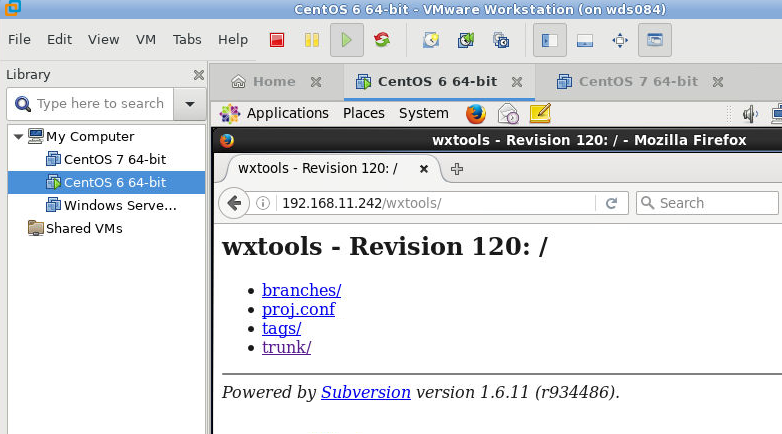 CentOS 6 64-bit - VMware Workstation (on wds084)
File Edit View VM Tabs Help
Library
Type here to search
My Computer
CentOS 7 64-bit
CentOS 6 64-bit
Windows Serve...
Shared VMs
Home CentOS 6 64-bit CentOS 7 64-bit
Applications Places System
wxtools - Revision 120: / - Mozilla Firefox
wxtools - Revision 120: /
192.168.11.242/wxtools/ Search
wxtools - Revision 120: /
branches/
proj.conf
tags/
trunk/
Powered by Subversion version 1.6.11 (r934486).